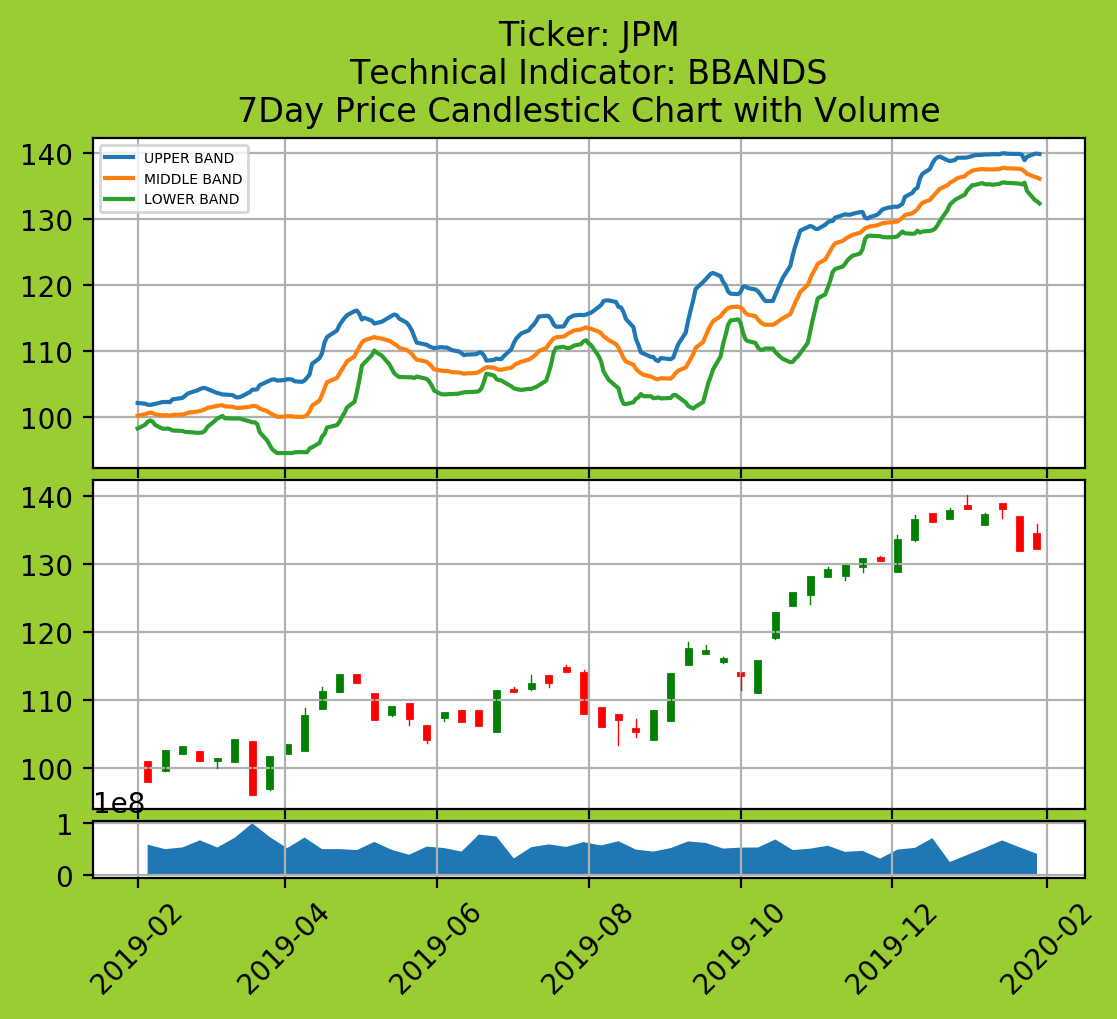 Ticker: JPM
Technical Indicator: BBANDS
7Day Price Candlestick Chart with Volume
140
130
120
110
100
UPPER BAND
MIDDLE BAND
LOWER BAND
140
130
120
110
100
1e8
1
0
2019-02
2019-04
2019-06
2019-08
2019-10
2019-12
2020-02